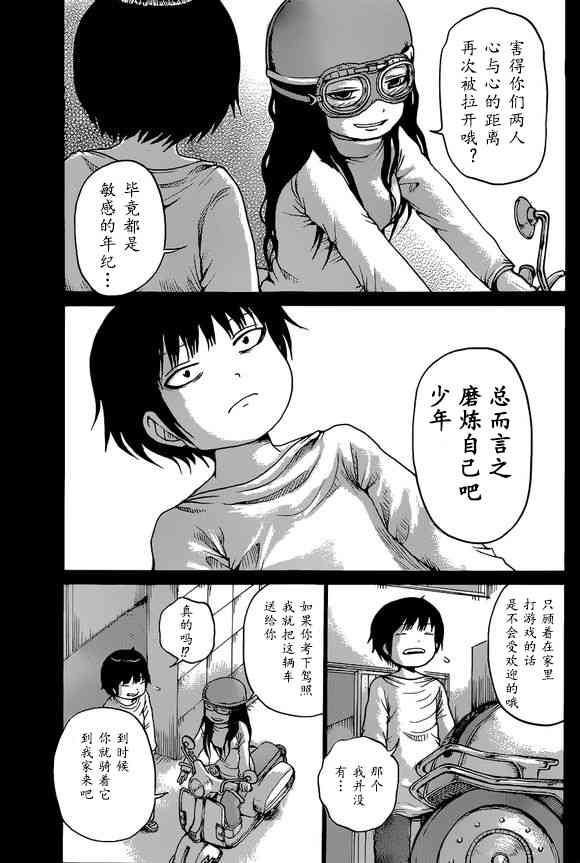 害得你们两人
心与心的距离
再次被拉开
哦？
毕竟都是
敏感的年纪…
总而言之
磨炼自己吧
少年
只顾着在家里
打游戏的话
是不会受欢迎的哦
那个
我并没
有…
如果你考下驾照
我就把这辆车
送给你
真的吗!?
到时候
你就骑着它
到我家来吧